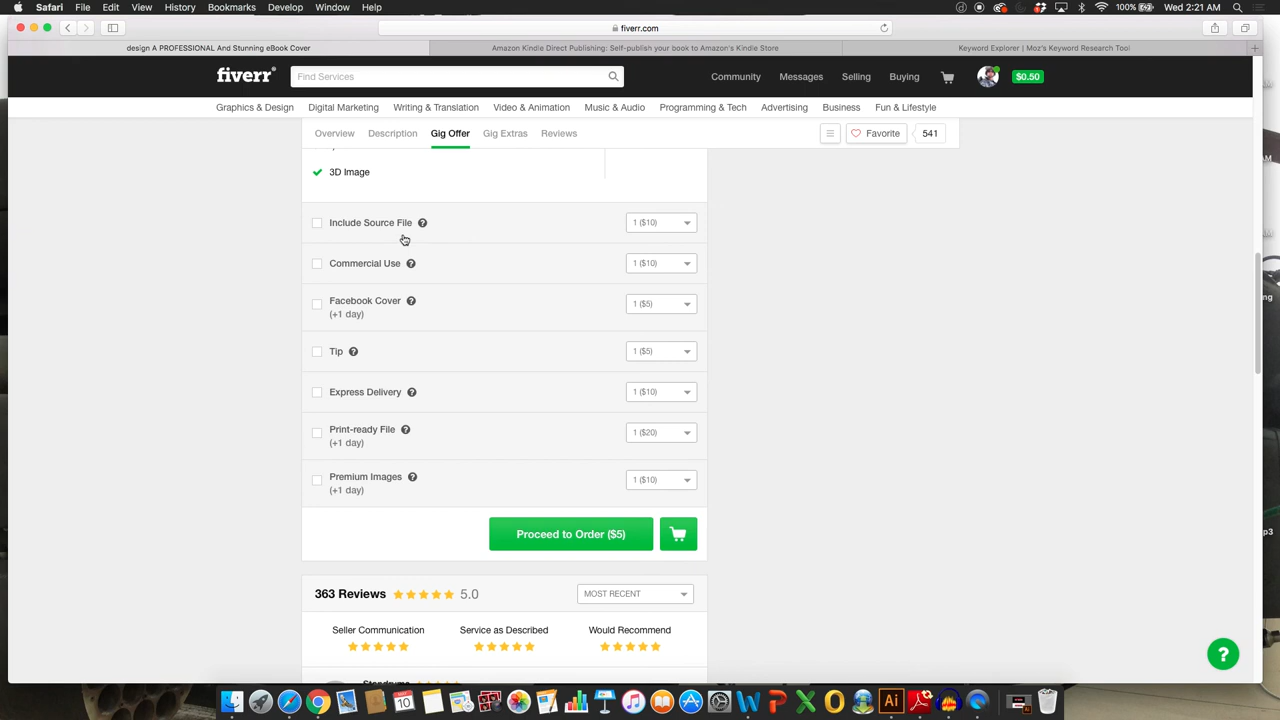 Safari File Edit View History Bookmarks Develop Window Help 100% Wed 2:21 AM
fiverr.com
design A PROFESSIONAL And Stunning eBook Cover Amazon Kindle Direct Publishing: Self-publish your book to Amazon's Kindle Store Keyword Explorer | Moz's Keyword Research Tool
fiverr Find Services Community Messages Selling Buying $0.50
Graphics & Design Digital Marketing Writing & Translation Video & Animation Music & Audio Programming & Tech Advertising Business Fun & Lifestyle
Overview Description Gig Offer Gig Extras Reviews Favorite 541
3D Image
Include Source File ? 1 ($10)
Commercial Use ? 1 ($10)
Facebook Cover ? 1 ($5)
(+1 day)
Tip ? 1 ($5)
Express Delivery ? 1 ($10)
Print-ready File ? 1 ($20)
(+1 day)
Premium Images ? 1 ($10)
(+1 day)
Proceed to Order ($5)
363 Reviews 5.0 MOST RECENT
Seller Communication Service as Described Would Recommend
?